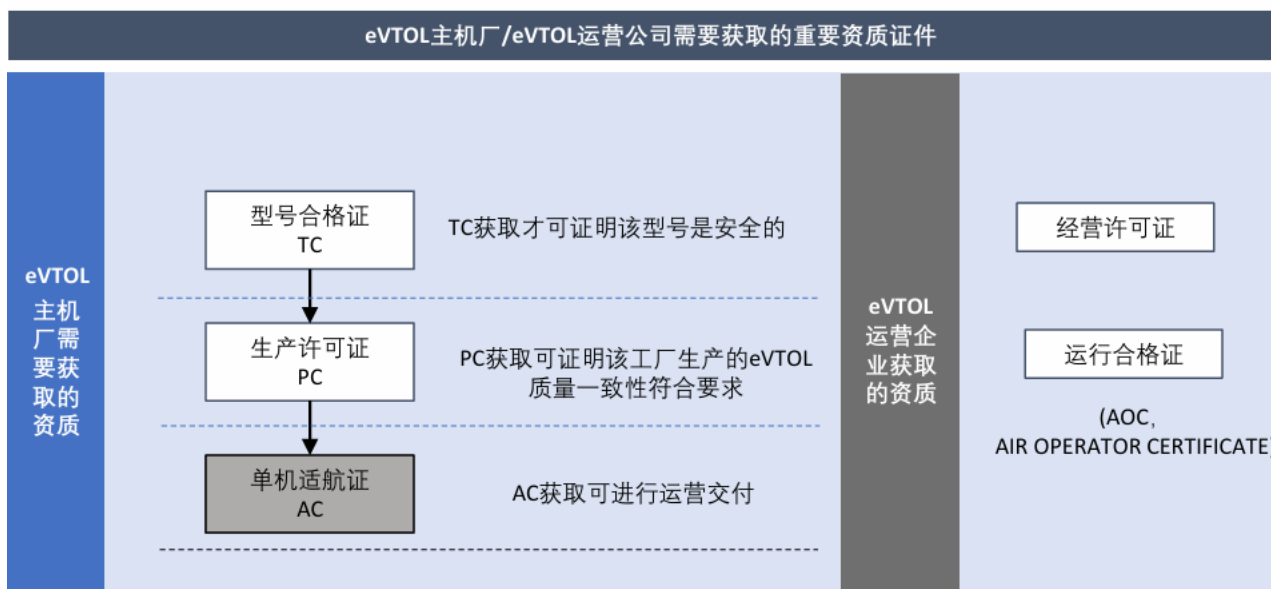 eVTOL主机厂/eVTOL运营公司需要获取的重要资质证件
eVTOL
主机
厂需
要获
取的
资质
型号合格证
TC
TC获取才可证明该型号是安全的
生产许可证
PC
PC获取可证明该工厂生产的eVTOL
质量一致性符合要求
单机适航证
AC
AC获取可进行运营交付
eVTOL
运营企
业获取
的资质
经营许可证
运行合格证
(AOC,
AIR OPERATOR CERTIFICATE)